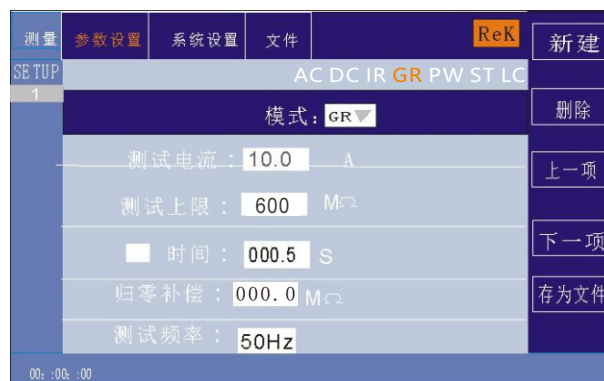 测量 参数设置 系统设置 文件 ReK 新建
SETUP
AC DC IR GR PW ST LC
1
模式：GR
删除
测试电流：10.0 A
上一项
测试上限：600 MΩ
时间：000.5 S
下一项
归零补偿：000.0 MΩ
存为文件
测试频率：50Hz
00: :00: :00